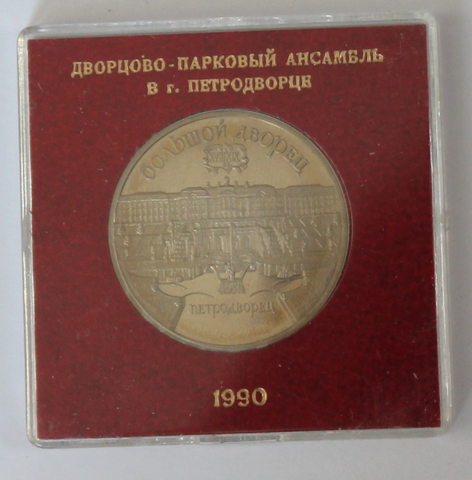 ДВОРЦОВО-ПАРКОВЫЙ АНСАМБЛЬ
В г. ПЕТРОДВОРЦЕ
БОЛЬШОЙ ДВОРЕЦ
ПЕТРОДВОРЕЦ
1990